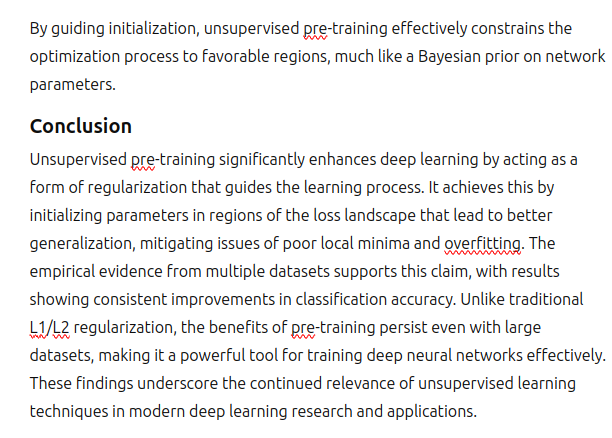 By guiding initialization, unsupervised pre-training effectively constrains the
optimization process to favorable regions, much like a Bayesian prior on network
parameters.
Conclusion
Unsupervised pre-training significantly enhances deep learning by acting as a
form of regularization that guides the learning process. It achieves this by
initializing parameters in regions of the loss landscape that lead to better
generalization, mitigating issues of poor local minima and overfitting. The
empirical evidence from multiple datasets supports this claim, with results
showing consistent improvements in classification accuracy. Unlike traditional
L1/L2 regularization, the benefits of pre-training persist even with large
datasets, making it a powerful tool for training deep neural networks effectively.
These findings underscore the continued relevance of unsupervised learning
techniques in modern deep learning research and applications.